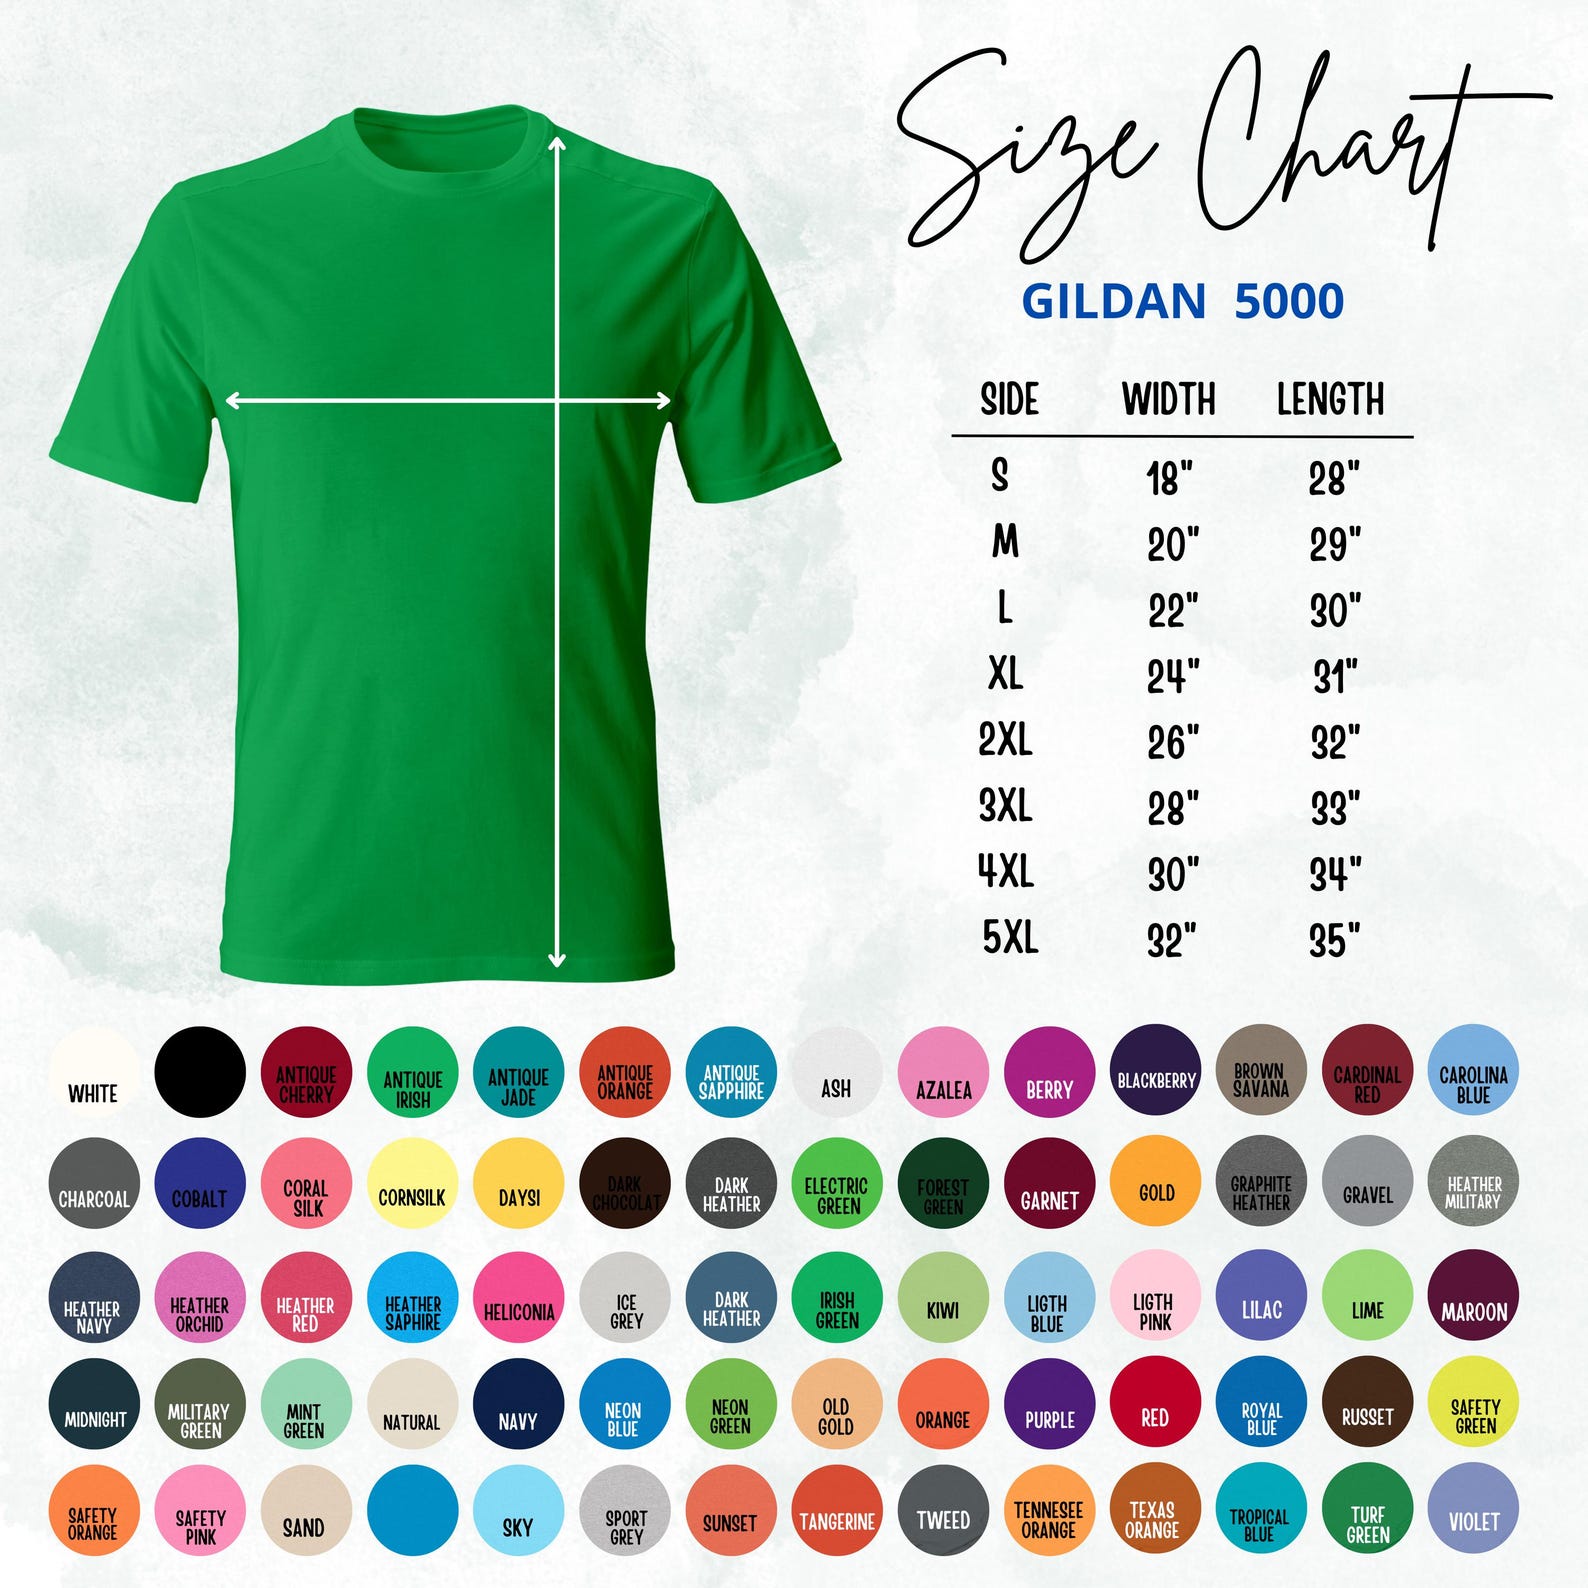 Size Chart
GILDAN 5000
SIDE WIDTH LENGTH
S 18" 28"
M 20" 29"
L 22" 30"
XL 24" 31"
2XL 26" 32"
3XL 28" 33"
4XL 30" 34"
5XL 32" 35"
WHITE
ANTIQUE
CHERRY
ANTIQUE
IRISH
ANTIQUE
JADE
ANTIQUE
ORANGE
ANTIQUE
SAPPHIRE
ASH
AZALEA
BERRY
BLACKBERRY
BROWN
SAVANA
CARDINAL
RED
CAROLINA
BLUE
CHARCOAL
COBALT
CORAL
SILK
CORNSILK
DAYSI
DARK
CHOCOLAT
DARK
HEATHER
ELECTRIC
GREEN
FOREST
GREEN
GARNET
GOLD
GRAPHITE
HEATHER
GRAVEL
HEATHER
MILITARY
HEATHER
NAVY
HEATHER
ORCHID
HEATHER
RED
HEATHER
SAPHIRE
HELICONIA
ICE
GREY
DARK
HEATHER
IRISH
GREEN
KIWI
LIGTH
BLUE
LIGTH
PINK
LILAC
LIME
MAROON
MIDNIGHT
MILITARY
GREEN
MINT
GREEN
NATURAL
NAVY
NEON
BLUE
NEON
GREEN
OLD
GOLD
ORANGE
PURPLE
RED
ROYAL
BLUE
RUSSET
SAFETY
GREEN
SAFETY
ORANGE
SAFETY
PINK
SAND
SKY
SPORT
GREY
SUNSET
TANGERINE
TWEED
TENNESEE
ORANGE
TEXAS
ORANGE
TROPICAL
BLUE
TURF
GREEN
VIOLET